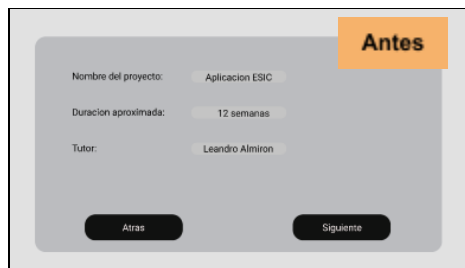 Antes
Nombre del proyecto: Aplicacion ESIC
Duracion aproximada: 12 semanas
Tutor: Leandro Almiron
Atras Siguiente